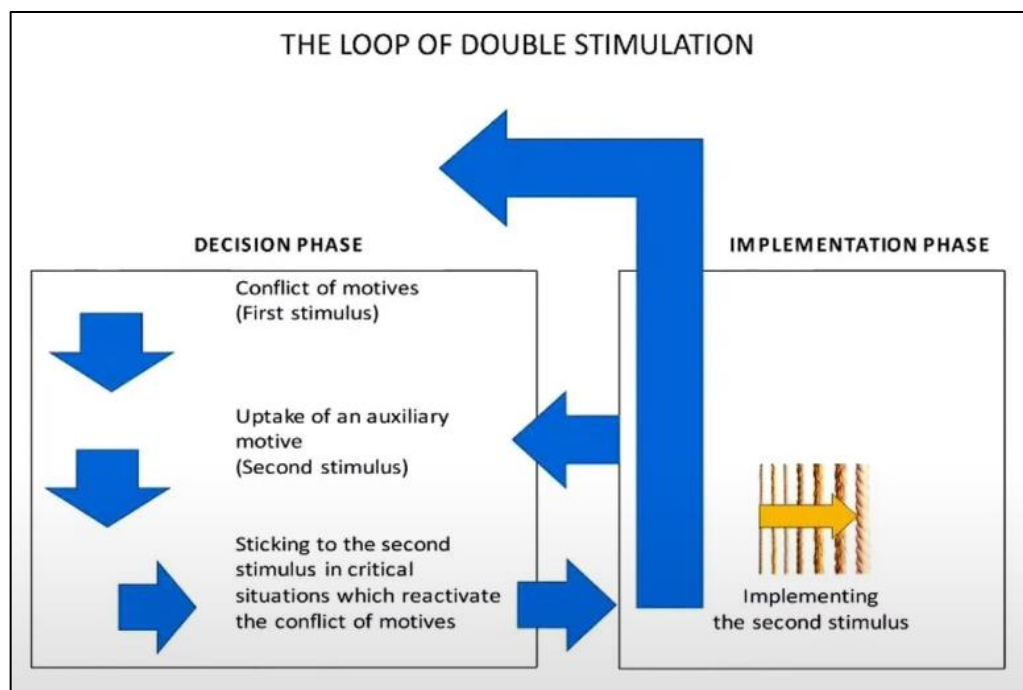 THE LOOP OF DOUBLE STIMULATION
DECISION PHASE
Conflict of motives
(First stimulus)
Uptake of an auxiliary
motive
(Second stimulus)
Sticking to the second
stimulus in critical
situations which reactivate
the conflict of motives
IMPLEMENTATION PHASE
Implementing
the second stimulus